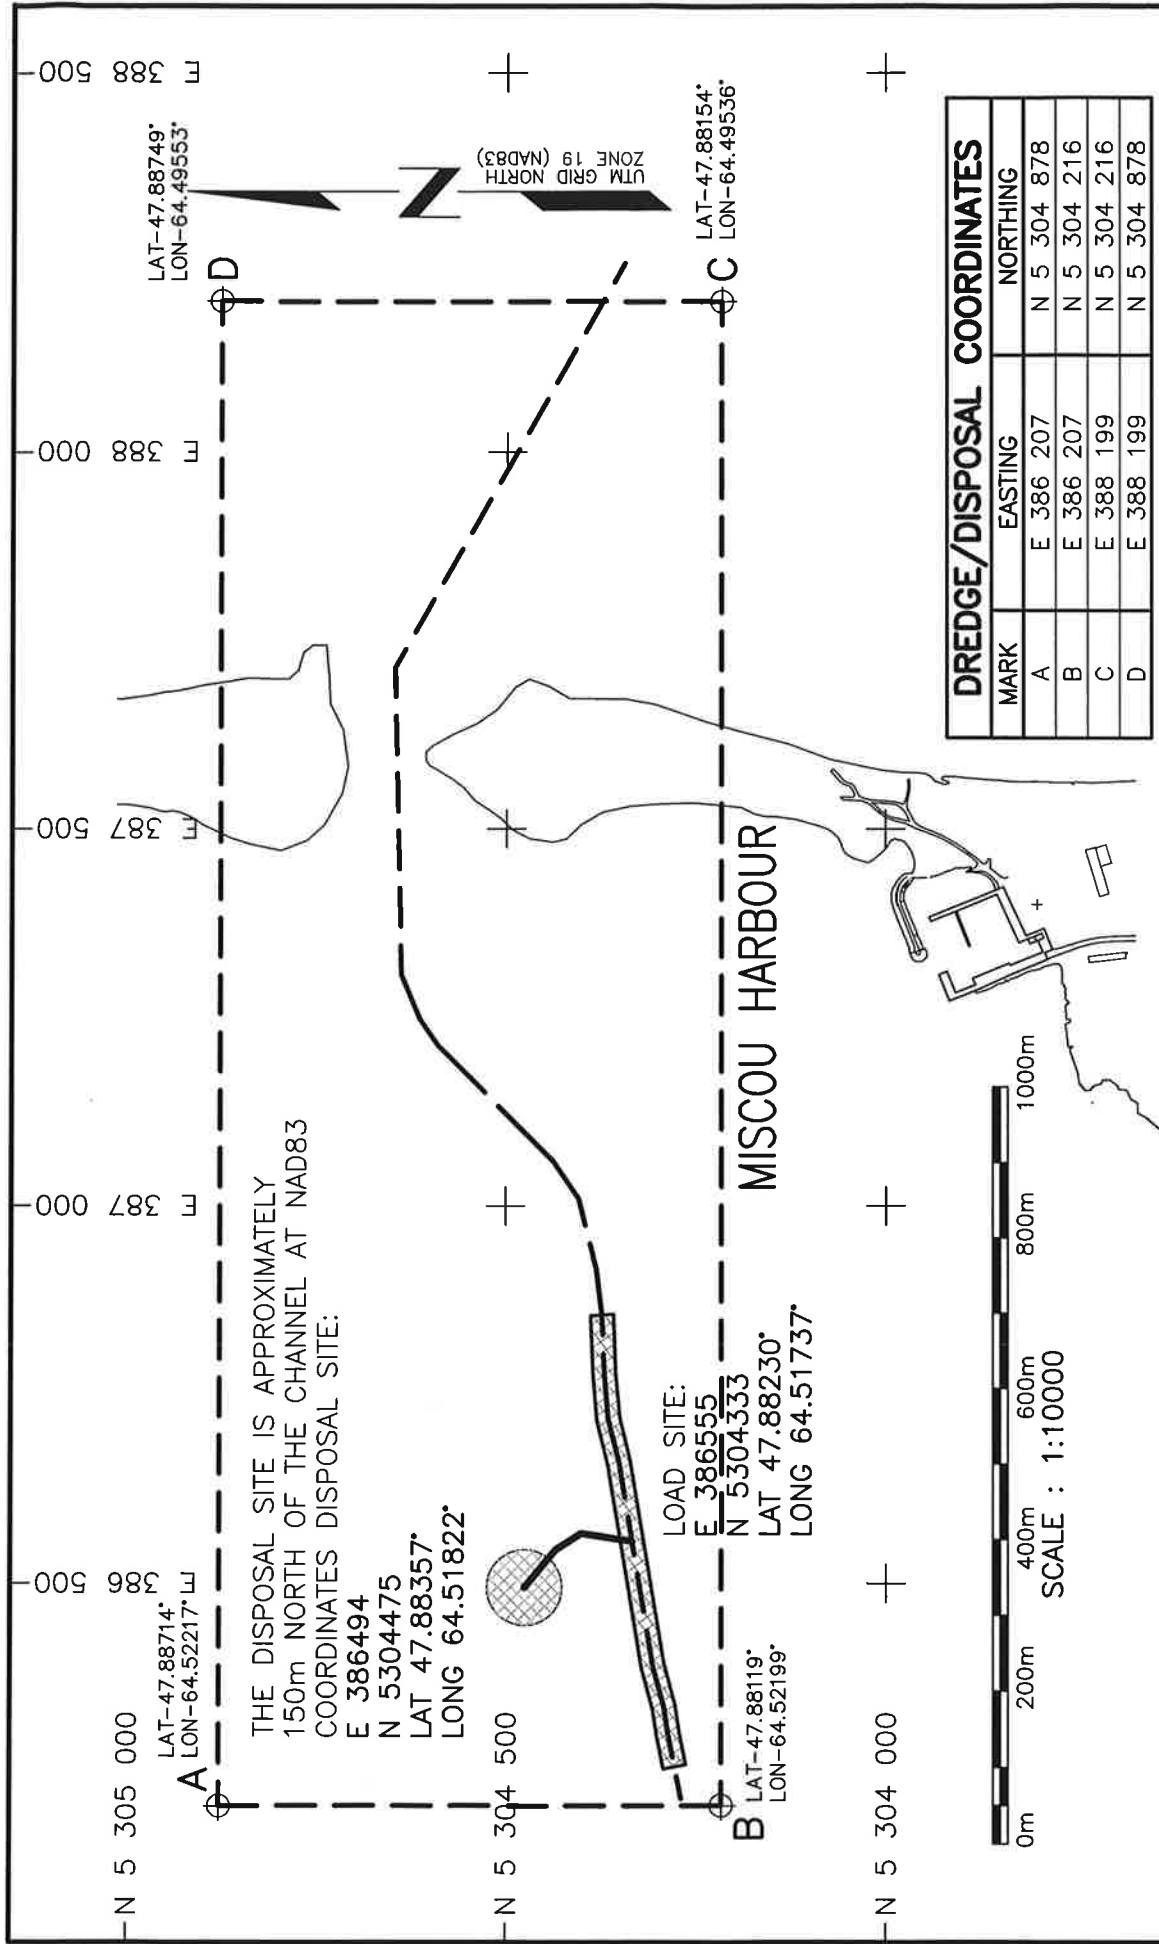 E 386 500
E 387 000
E 387 500
E 388 000
E 388 500
N 5 305 000
N 5 304 500
N 5 304 000
A
LAT-47.88714°
LON-64.52217°
LAT-47.88749°
LON-64.49553°
D
THE DISPOSAL SITE IS APPROXIMATELY
150m NORTH OF THE CHANNEL AT NAD83
COORDINATES DISPOSAL SITE:
E 386494
N 5304475
LAT 47.88357°
LONG 64.51822°
N
UTM GRID NORTH
ZONE 19 (NAD83)
LOAD SITE:
E 386555
N 5304333
LAT 47.88230°
LONG 64.51737°
B
LAT-47.88119°
LON-64.52199°
LAT-47.88154°
LON-64.49536°
C
MISCOU HARBOUR
0m 200m 400m 600m 800m 1000m
SCALE : 1:10000
DREDGE/DISPOSAL COORDINATES
MARK EASTING NORTHING
A E 386 207 N 5 304 878
B E 386 207 N 5 304 216
C E 388 199 N 5 304 216
D E 388 199 N 5 304 878